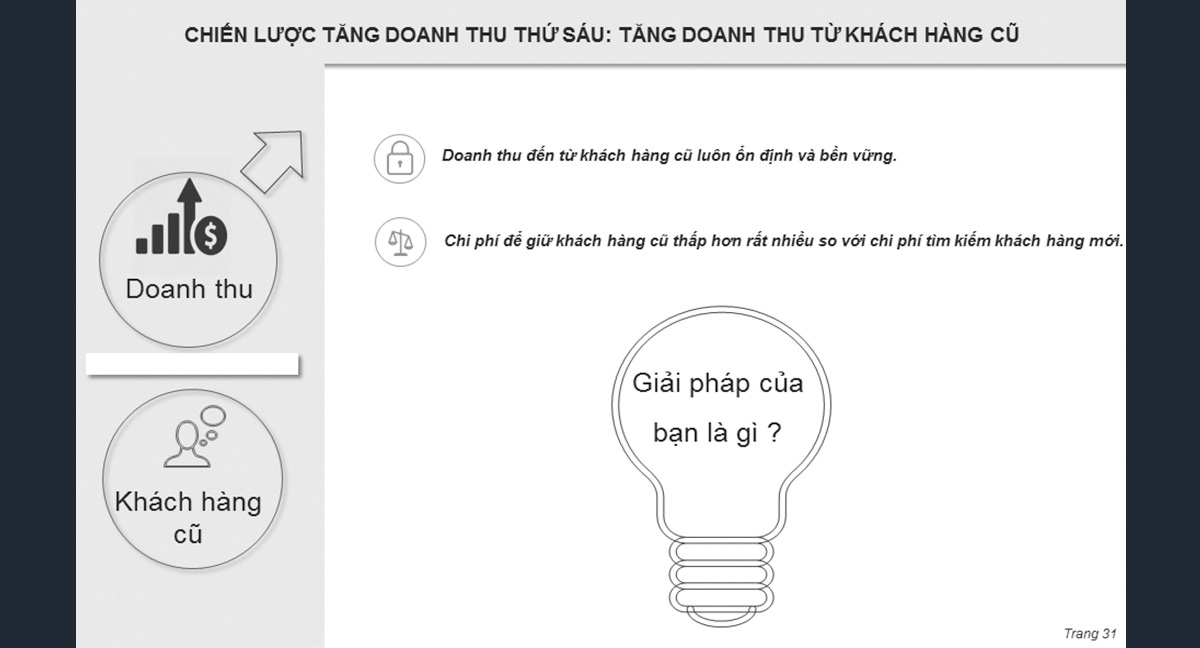 CHIẾN LƯỢC TĂNG DOANH THU THỨ SÁU: TĂNG DOANH THU TỪ KHÁCH HÀNG CŨ
Doanh thu đến từ khách hàng cũ luôn ổn định và bền vững.
Chi phí để giữ khách hàng cũ thấp hơn rất nhiều so với chi phí tìm kiếm khách hàng mới.
$
Doanh thu
Khách hàng
cũ
Giải pháp của
bạn là gì ?
Trang 31